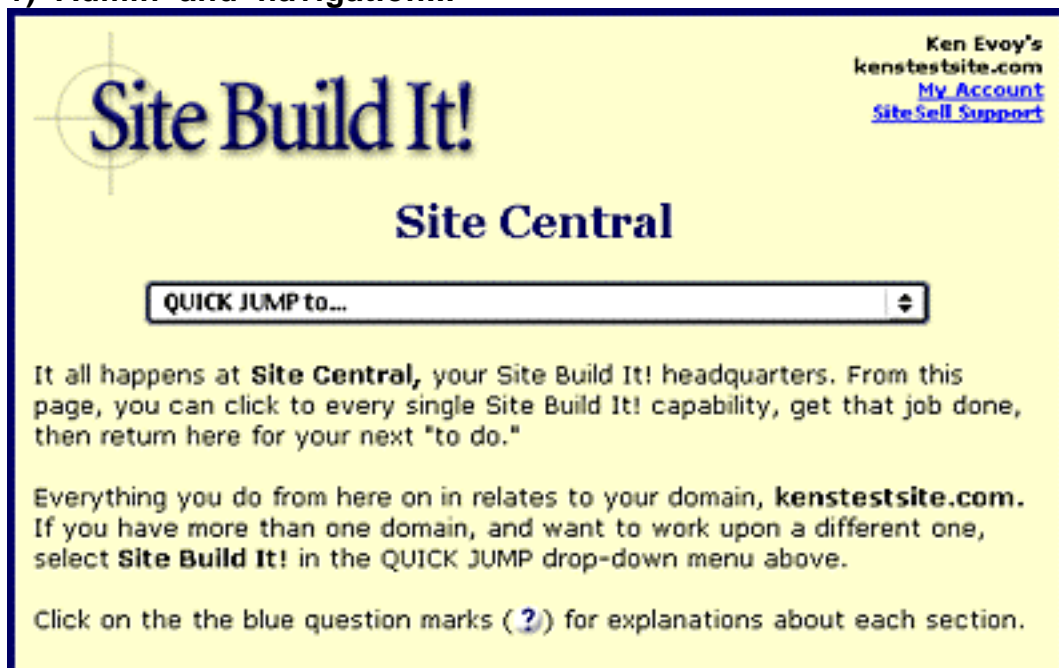 1) Admin and navigation...
Site Build It!
Ken Evoy's
kenstestsite.com
My Account
SiteSell Support
Site Central
QUICK JUMP to...
It all happens at Site Central, your Site Build It! headquarters. From this
page, you can click to every single Site Build It! capability, get that job done,
then return here for your next "to do."
Everything you do from here on in relates to your domain, kenstestsite.com.
If you have more than one domain, and want to work upon a different one,
select Site Build It! in the QUICK JUMP drop-down menu above.
Click on the the blue question marks (?) for explanations about each section.